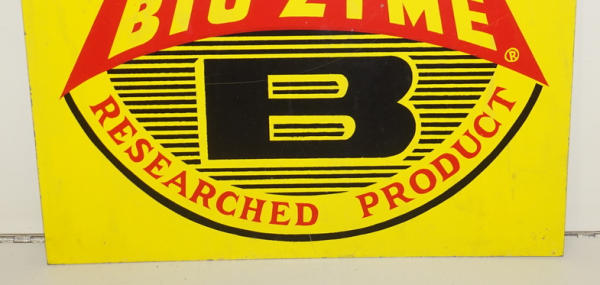 BIO ZYME®
B
RESEARCHED PRODUCT